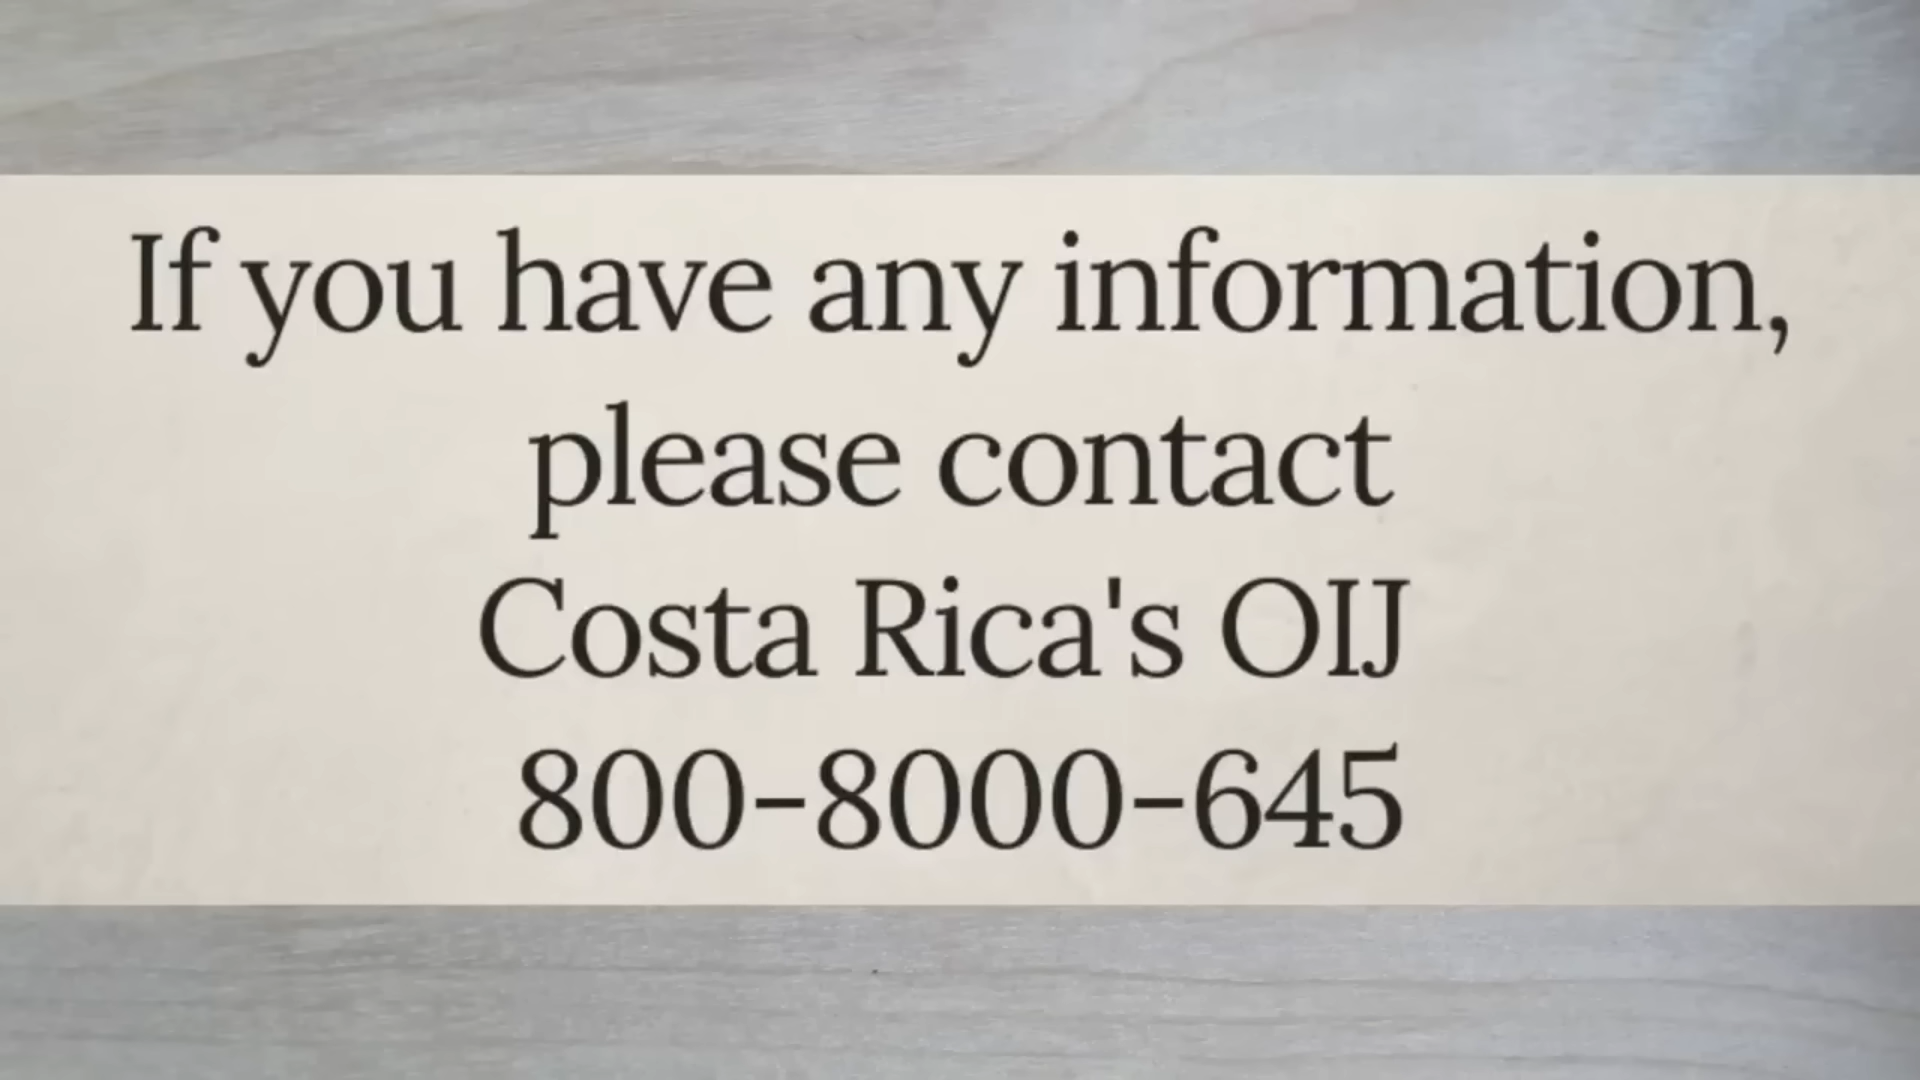 If you have any information,
please contact
Costa Rica's OIJ
800-8000-645